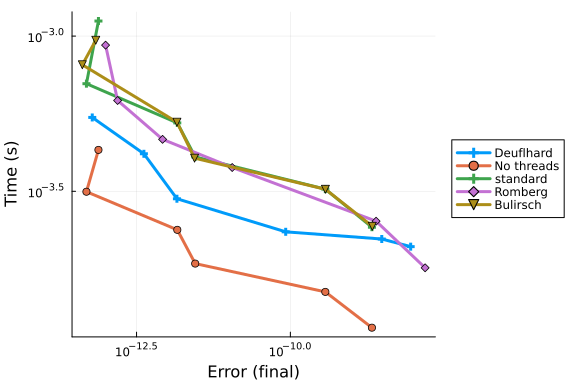 10^−3.0
10^−3.5
Time (s)
10^−12.5
10^−10.0
Error (final)
Deuflhard
No threads
standard
Romberg
Bulirsch